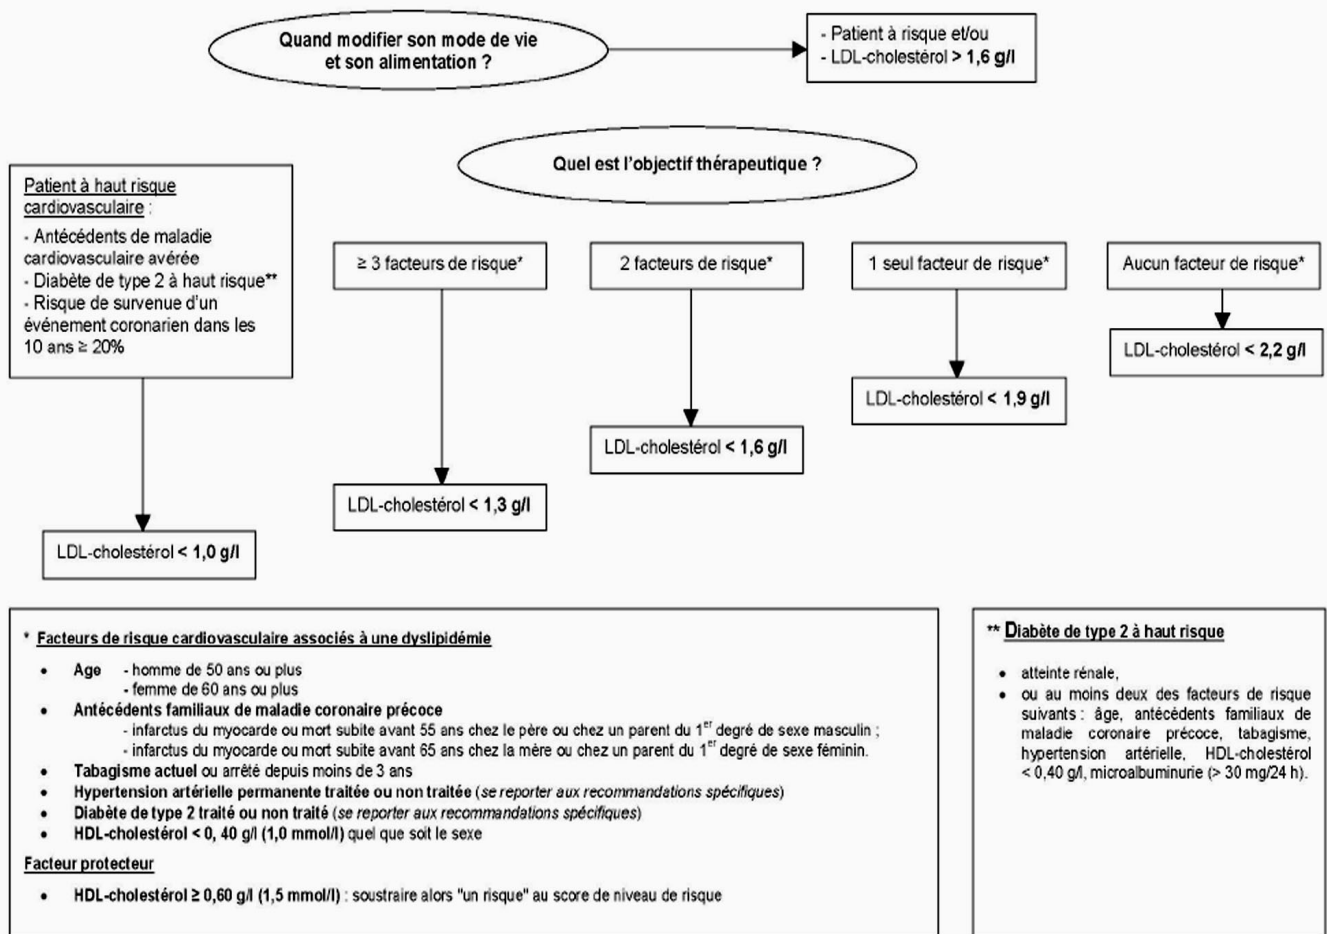 Quand modifier son mode de vie
et son alimentation ?
- Patient à risque et/ou
- LDL-cholestérol > 1,6 g/l
Quel est l'objectif thérapeutique ?
Patient à haut risque
cardiovasculaire :
- Antécédents de maladie
cardiovasculaire avérée
- Diabète de type 2 à haut risque**
- Risque de survenue d'un
événement coronarien dans les
10 ans ≥ 20%
≥ 3 facteurs de risque*
2 facteurs de risque*
1 seul facteur de risque*
Aucun facteur de risque*
LDL-cholestérol < 2,2 g/l
LDL-cholestérol < 1,9 g/l
LDL-cholestérol < 1,6 g/l
LDL-cholestérol < 1,3 g/l
LDL-cholestérol < 1,0 g/l
* Facteurs de risque cardiovasculaire associés à une dyslipidémie
• Age - homme de 50 ans ou plus
- femme de 60 ans ou plus
• Antécédents familiaux de maladie coronaire précoce
- infarctus du myocarde ou mort subite avant 55 ans chez le père ou chez un parent du 1er degré de sexe masculin ;
- infarctus du myocarde ou mort subite avant 65 ans chez la mère ou chez un parent du 1er degré de sexe féminin.
• Tabagisme actuel ou arrêté depuis moins de 3 ans
• Hypertension artérielle permanente traitée ou non traitée (se reporter aux recommandations spécifiques)
• Diabète de type 2 traité ou non traité (se reporter aux recommandations spécifiques)
• HDL-cholestérol < 0, 40 g/l (1,0 mmol/l) quel que soit le sexe
Facteur protecteur
• HDL-cholestérol ≥ 0,60 g/l (1,5 mmol/l) : soustraire alors "un risque" au score de niveau de risque
** Diabète de type 2 à haut risque
• atteinte rénale,
• ou au moins deux des facteurs de risque
suivants : âge, antécédents familiaux de
maladie coronaire précoce, tabagisme,
hypertension artérielle, HDL-cholestérol
< 0,40 g/l, microalbuminurie (> 30 mg/24 h).